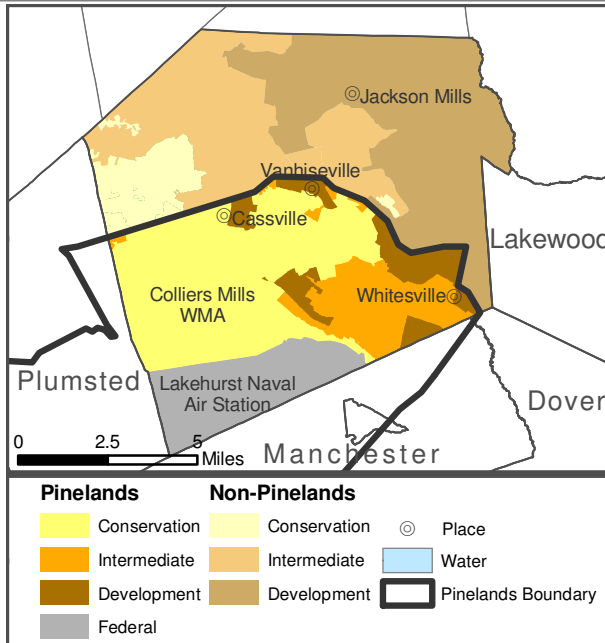 Jackson Mills
Vanhiseville
Cassville
Lakewood
Colliers Mills
WMA
Whitesville
Plumsted
Lakehurst Naval
Air Station
Dover
0 2.5 5
Miles
Manchester
Pinelands Non-Pinelands
Conservation Conservation Place
Intermediate Intermediate Water
Development Development Pinelands Boundary
Federal